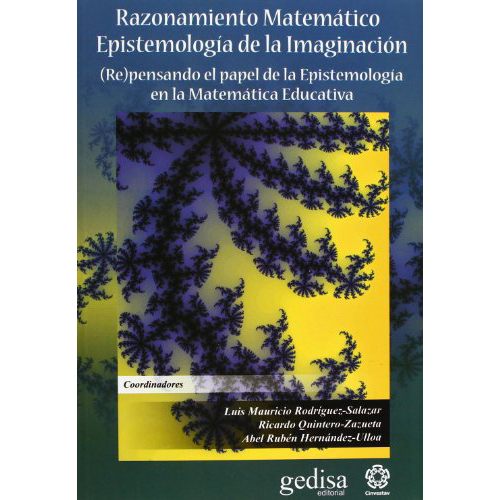 Razonamiento Matemático
Epistemología de la Imaginación
(Re)pensando el papel de la Epistemología
en la Matemática Educativa
Coordinadores
Luis Mauricio Rodríguez-Salazar
Ricardo Quintero-Zazueta
Abel Rubén Hernández-Ulloa
gedisa
editorial
Cinvestav